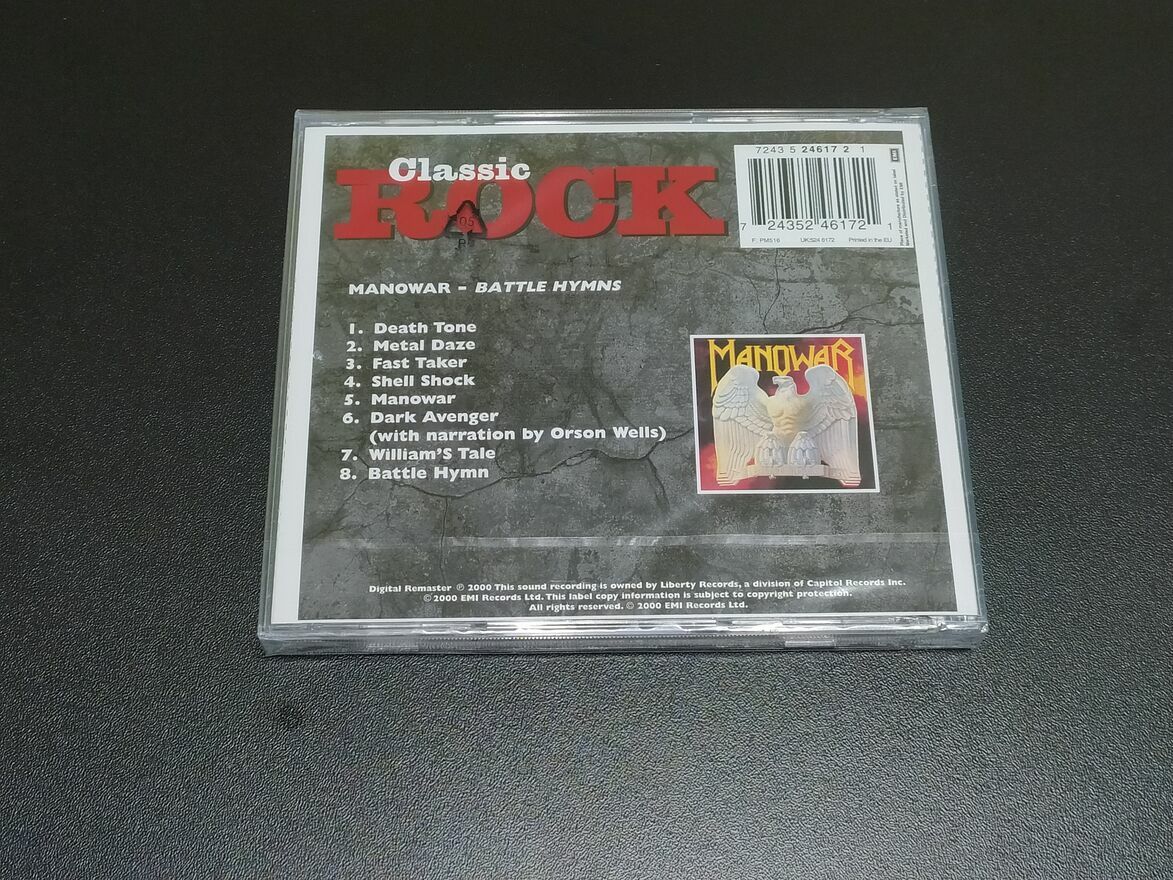 Classic
ROCK
05
7243 5 24617 2 1
7 24352 46172 1
F: PM516 UK:524 6172 Printed in the EU
EMI
MANOWAR – BATTLE HYMNS
1. Death Tone
2. Metal Daze
3. Fast Taker
4. Shell Shock
5. Manowar
6. Dark Avenger
(with narration by Orson Wells)
7. William'S Tale
8. Battle Hymn
MANOWAR
Digital Remaster ℗ 2000 This sound recording is owned by Liberty Records, a division of Capitol Records Inc.
© 2000 EMI Records Ltd. This label copy information is subject to copyright protection.
All rights reserved. © 2000 EMI Records Ltd.